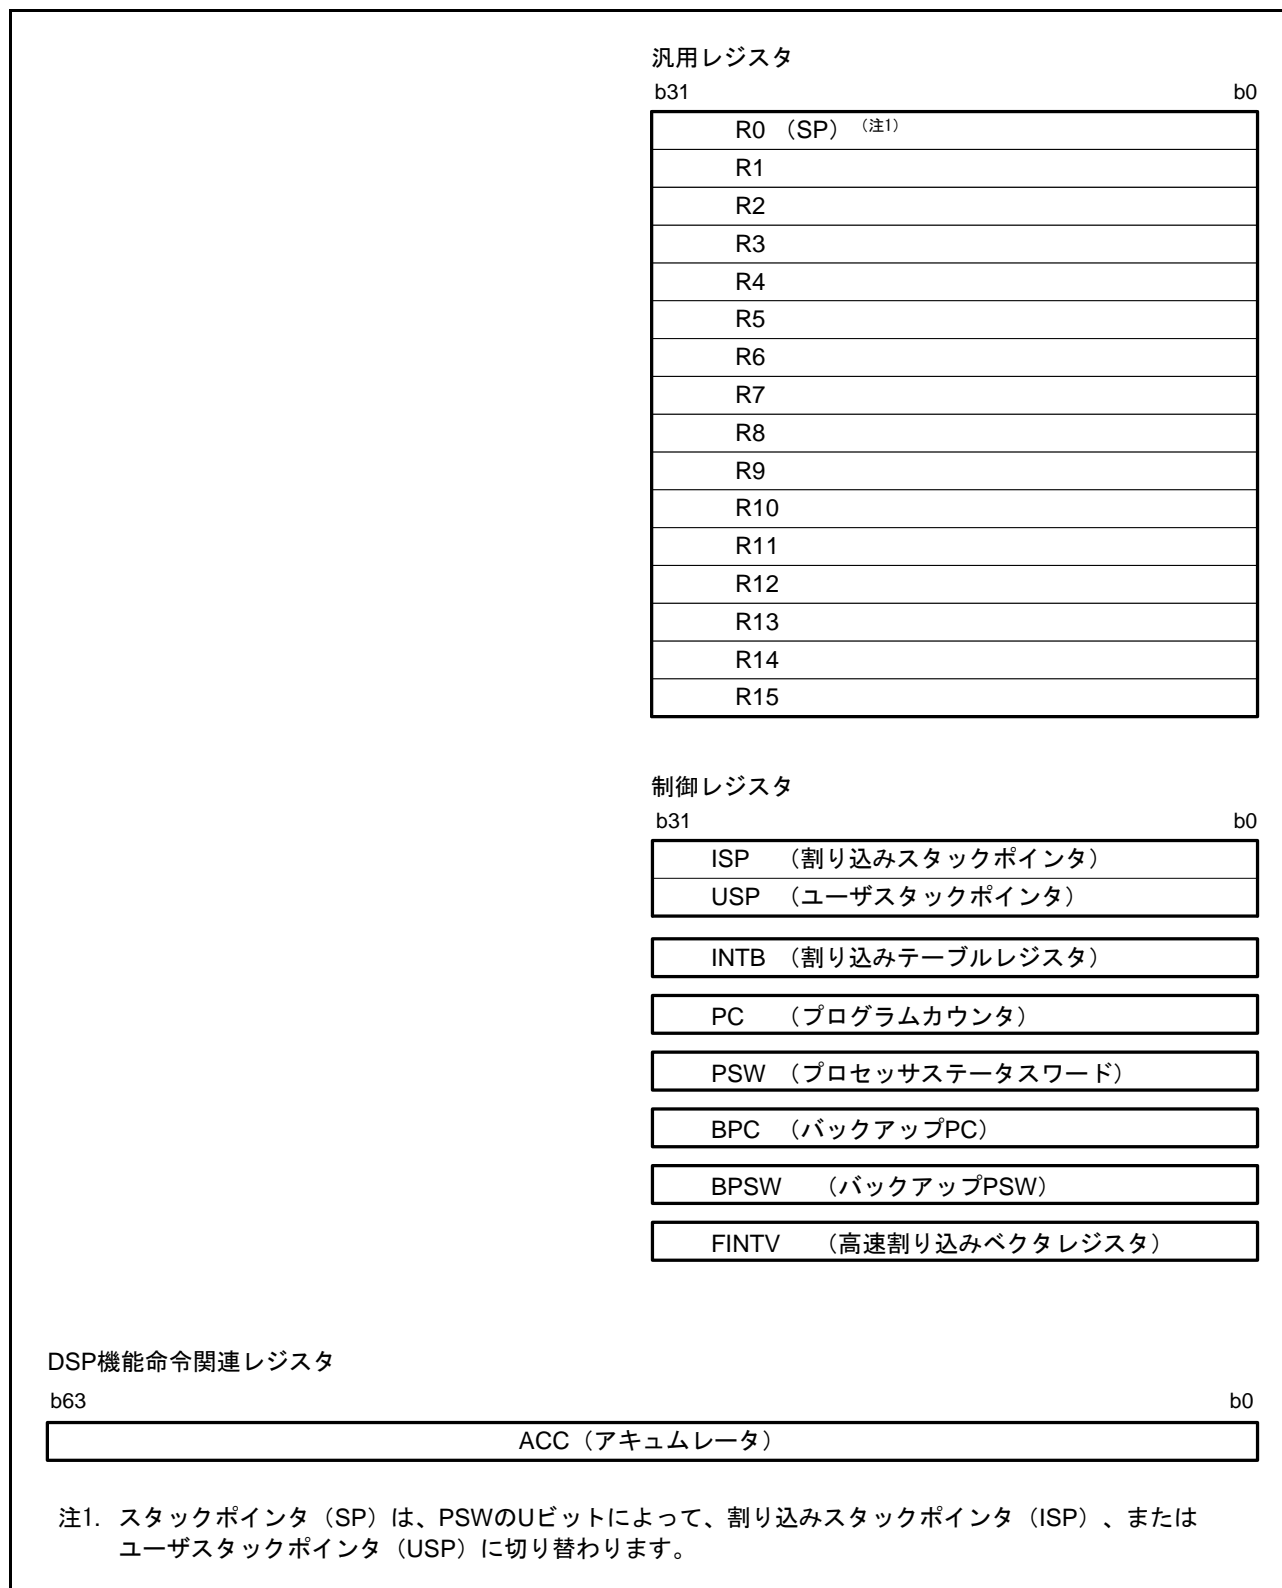 汎用レジスタ
b31 b0
R0 （SP） （注1）
R1
R2
R3
R4
R5
R6
R7
R8
R9
R10
R11
R12
R13
R14
R15
制御レジスタ
b31 b0
ISP （割り込みスタックポインタ）
USP （ユーザスタックポインタ）
INTB （割り込みテーブルレジスタ）
PC （プログラムカウンタ）
PSW （プロセッサステータスワード）
BPC （バックアップPC）
BPSW （バックアップPSW）
FINTV （高速割り込みベクタレジスタ）
DSP機能命令関連レジスタ
b63 b0
ACC（アキュムレータ）
注1. スタックポインタ（SP）は、PSWのUビットによって、割り込みスタックポインタ（ISP）、または
ユーザスタックポインタ（USP）に切り替わります。